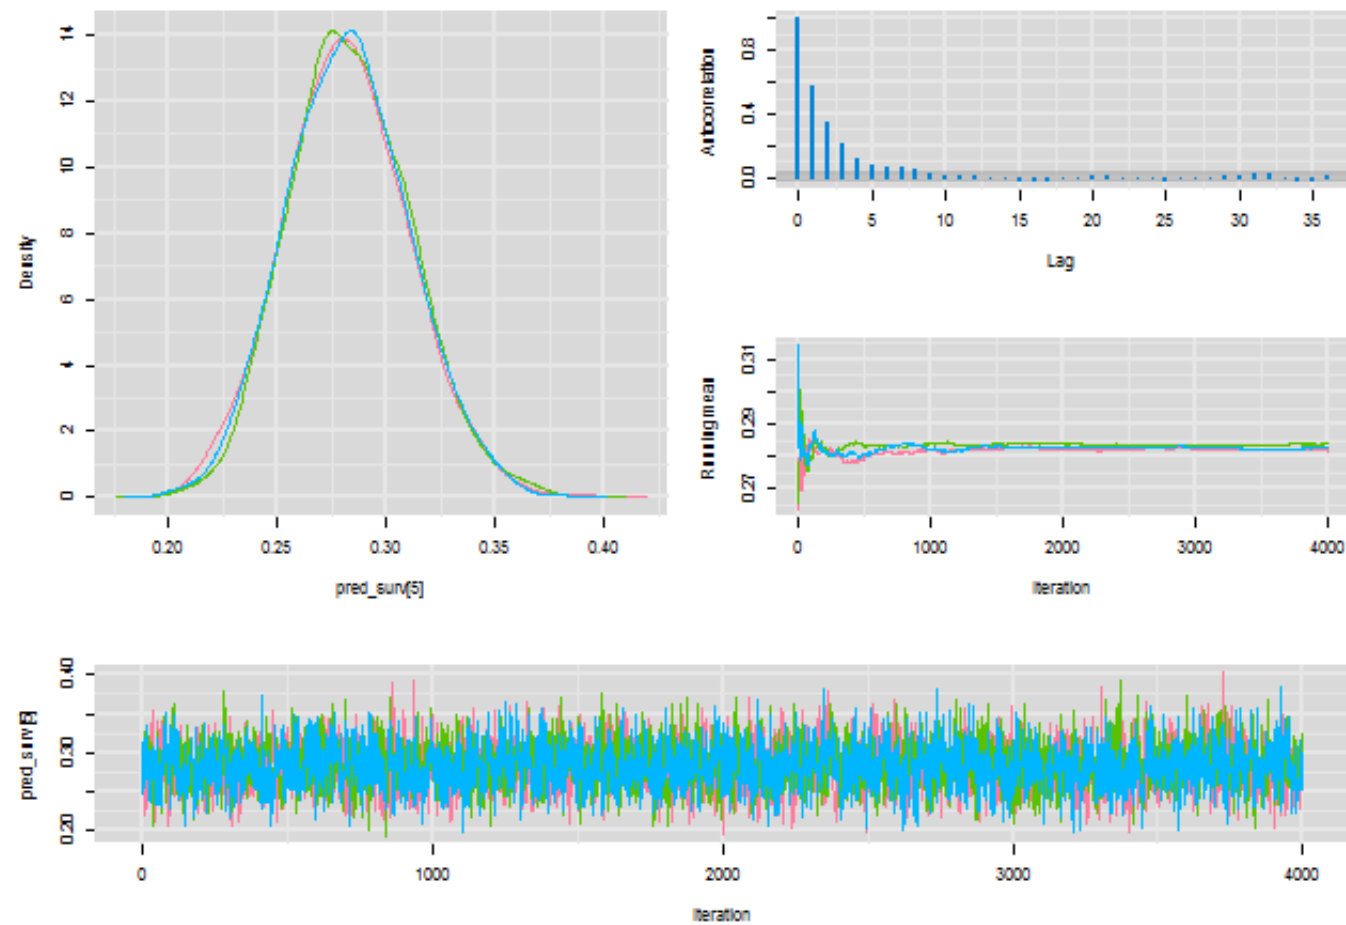 14
12
10
8
6
4
2
0
Density
0.20 0.25 0.30 0.35 0.40
pred_surv[5]
0.8
0.4
0.0
Autocorrelation
0 5 10 15 20 25 30 35
Lag
0.31
0.29
0.27
Running mean
0 1000 2000 3000 4000
Iteration
0.40
0.30
0.20
pred_surv[5]
0 1000 2000 3000 4000
Iteration